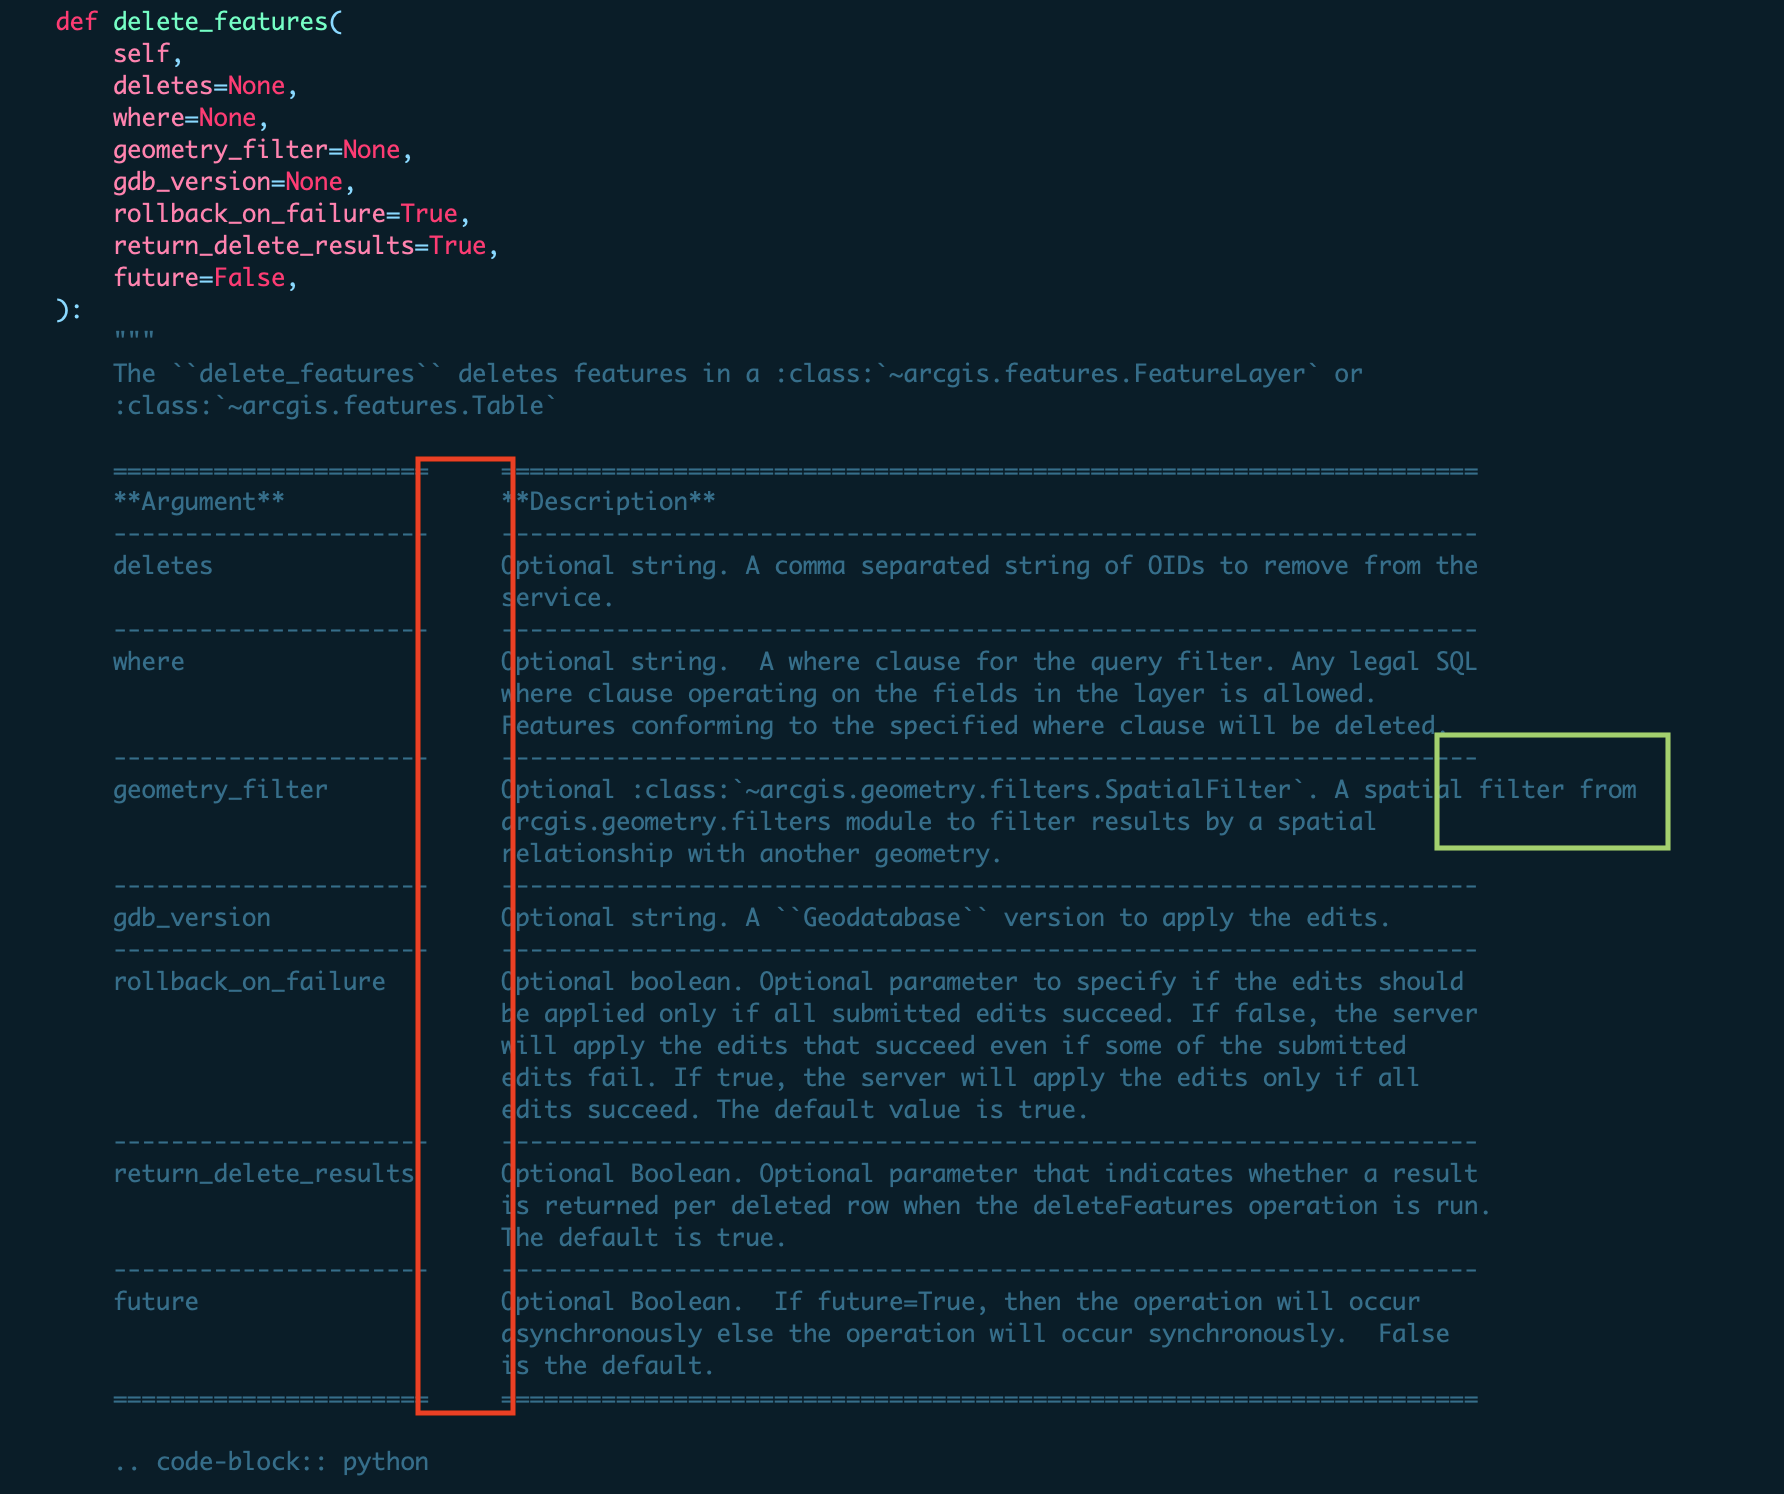 def delete_features(
    self,
    deletes=None,
    where=None,
    geometry_filter=None,
    gdb_version=None,
    rollback_on_failure=True,
    return_delete_results=True,
    future=False,
):
    """
    The ``delete_features`` deletes features in a :class:`~arcgis.features.FeatureLayer` or
    :class:`~arcgis.features.Table`

    ======================     ====================================================================
    **Argument**               **Description**
    ----------------------     --------------------------------------------------------------------
    deletes                    Optional string. A comma separated string of OIDs to remove from the
                               service.
    ----------------------     --------------------------------------------------------------------
    where                      Optional string.  A where clause for the query filter. Any legal SQL
                               where clause operating on the fields in the layer is allowed.
                               Features conforming to the specified where clause will be deleted.
    ----------------------     --------------------------------------------------------------------
    geometry_filter            Optional :class:`~arcgis.geometry.filters.SpatialFilter`. A spatial filter from
                               arcgis.geometry.filters module to filter results by a spatial
                               relationship with another geometry.
    ----------------------     --------------------------------------------------------------------
    gdb_version                Optional string. A ``Geodatabase`` version to apply the edits.
    ----------------------     --------------------------------------------------------------------
    rollback_on_failure        Optional boolean. Optional parameter to specify if the edits should
                               be applied only if all submitted edits succeed. If false, the server
                               will apply the edits that succeed even if some of the submitted
                               edits fail. If true, the server will apply the edits only if all
                               edits succeed. The default value is true.
    ----------------------     --------------------------------------------------------------------
    return_delete_results      Optional Boolean. Optional parameter that indicates whether a result
                               is returned per deleted row when the deleteFeatures operation is run.
                               The default is true.
    ----------------------     --------------------------------------------------------------------
    future                     Optional Boolean.  If future=True, then the operation will occur
                               asynchronously else the operation will occur synchronously.  False
                               is the default.
    ======================     ====================================================================

    .. code-block:: python